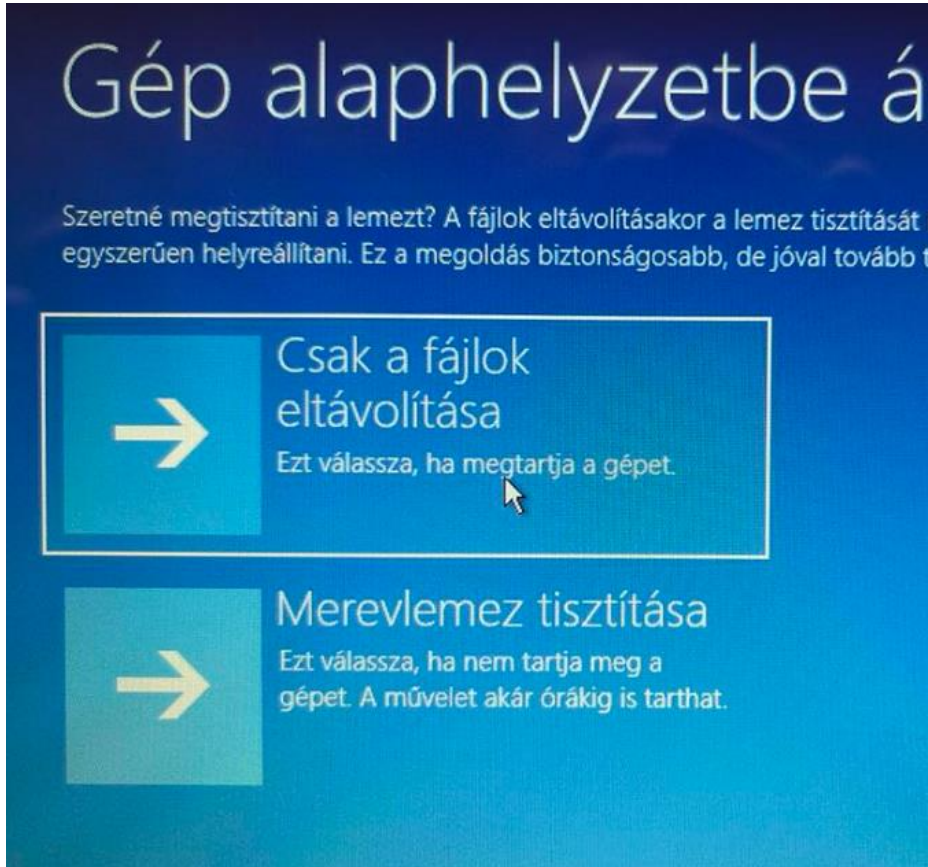 Gép alaphelyzetbe á
Szeretné megtisztítani a lemezt? A fájlok eltávolításakor a lemez tisztítását
egyszerűen helyreállítani. Ez a megoldás biztonságosabb, de jóval tovább t
Csak a fájlok
eltávolítása
Ezt válassza, ha megtartja a gépet.
Merevlemez tisztítása
Ezt válassza, ha nem tartja meg a
gépet. A művelet akár órákig is tarthat.